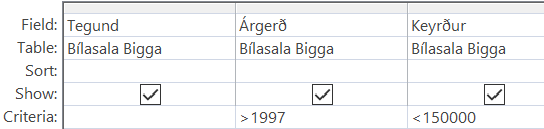 Field: Tegund Árgerð Keyrður
Table: Bílasala Bigga Bílasala Bigga Bílasala Bigga
Sort:
Show:
Criteria: >1997 <150000